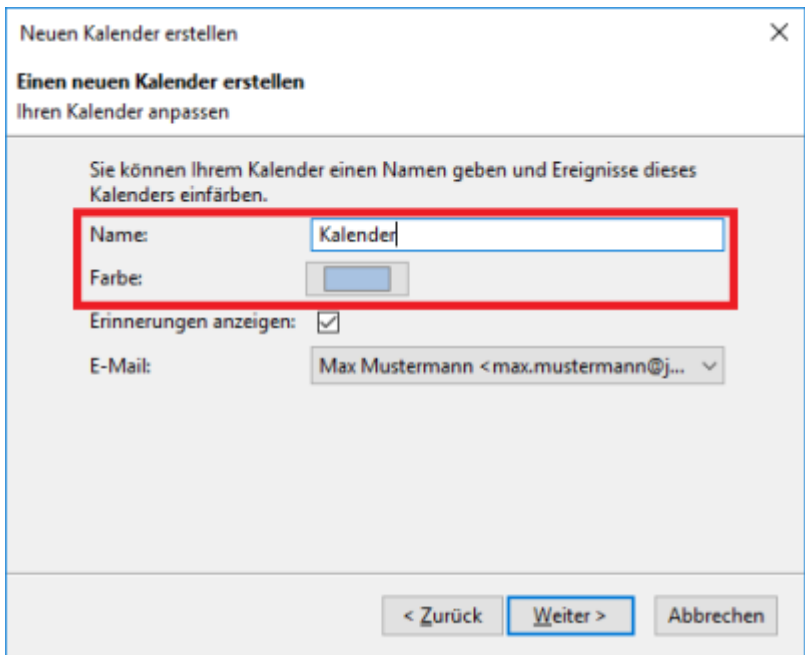 Neuen Kalender erstellen
Einen neuen Kalender erstellen
Ihren Kalender anpassen
Sie können Ihrem Kalender einen Namen geben und Ereignisse dieses
Kalenders einfärben.
Name: Kalender
Farbe:
Erinnerungen anzeigen:
E-Mail: Max Mustermann <max.mustermann@j...
< Zurück Weiter > Abbrechen